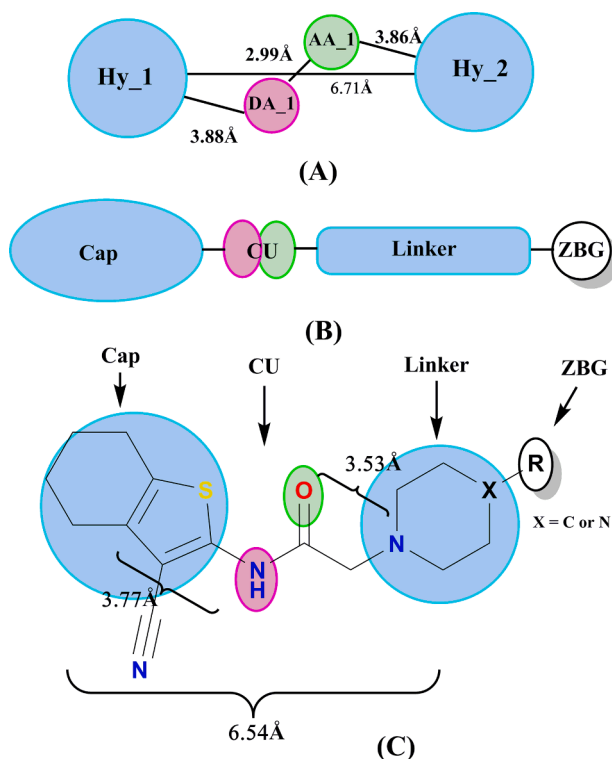 AA_1
3.86Å
2.99Å
Hy_1
Hy_2
6.71Å
DA_1
3.88Å
(A)
Cap
CU
Linker
ZBG
(B)
Cap
CU
Linker
ZBG
3.53Å
S
O
X
R
X = C or N
N
N
H
3.77Å
N
6.54Å
(C)